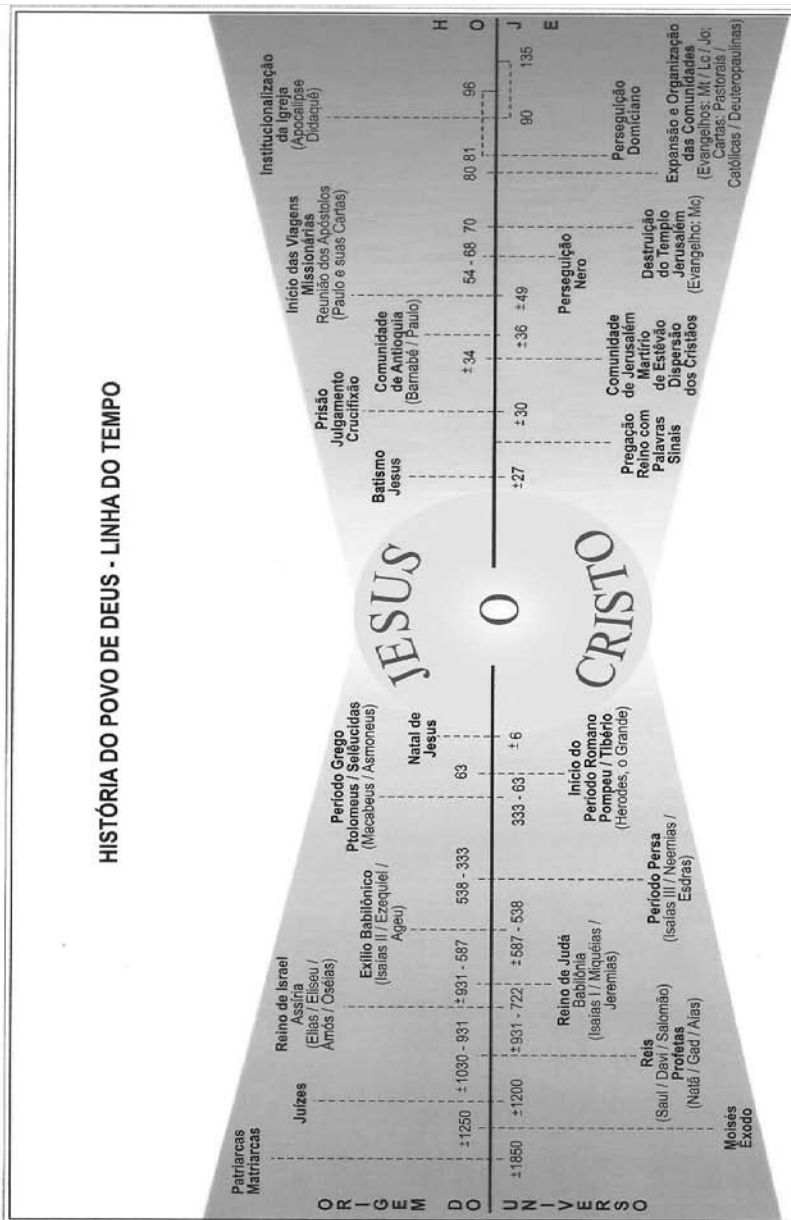 HISTÓRIA DO POVO DE DEUS - LINHA DO TEMPO
ORIGEM DO UNIVERSO
Patriarcas
Matriarcas
±1850
±1250
Moisés
Êxodo
Juízes
±1200
±1030 - 931
Reis
(Saul / Davi / Salomão)
Profetas
(Natã / Gad / Aías)
Reino de Israel
Assíria
(Elias / Eliseu /
Amós / Oséias)
±931 - 722
±931 - 587
Reino de Judá
Babilônia
(Isaías I / Miquéias /
Jeremias)
Exílio Babilônico
(Isaías II / Ezequiel /
Ageu)
±587 - 538
538 - 333
Período Persa
(Isaías III / Neemias /
Esdras)
Período Grego
Ptolomeus / Selêucidas
(Macabeus / Asmoneus)
333 - 63
63
Início do
Período Romano
Pompeu / Tibério
(Herodes, o Grande)
Natal de
Jesus
± 6
JESUS
O
CRISTO
Batismo
Jesus
±27
Pregação
Reino com
Palavras
Sinais
Prisão
Julgamento
Crucifixão
±30
±34
Comunidade
de Jerusalém
Martírio
de Estêvão
Dispersão
dos Cristãos
Comunidade
de Antioquia
(Barnabé / Paulo)
±36
Início das Viagens
Missionárias
Reunião dos Apóstolos
(Paulo e suas Cartas)
±49
54 - 68
Perseguição
Nero
70
Destruição
do Templo
Jerusalém
(Evangelho: Mc)
80
Expansão e Organização
das Comunidades
(Evangelhos: Mt / Lc / Jo:
Cartas: Pastorais /
Católicas / Deuteropaulinas)
81
96
Perseguição
Domiciano
Institucionalização
da Igreja
(Apocalipse
Didaquê)
90
135
HOJE